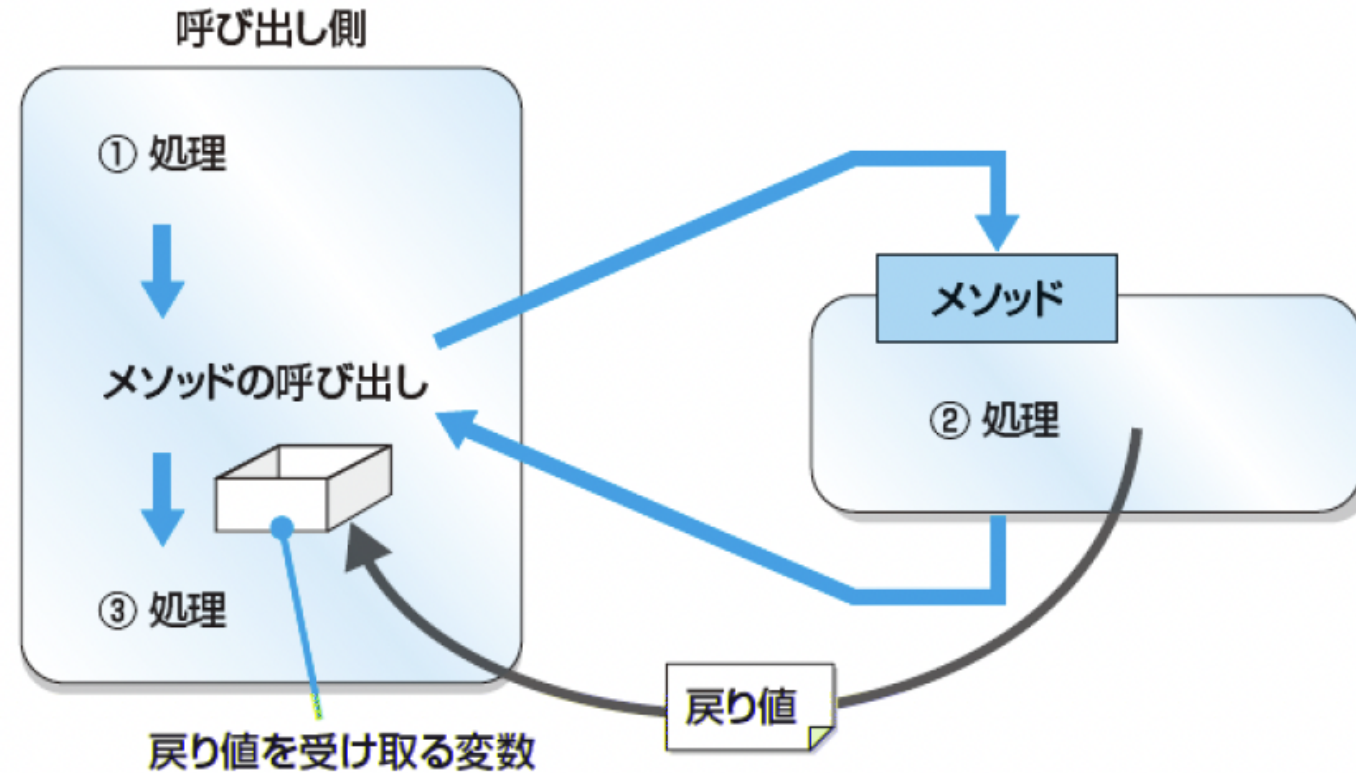 呼び出し側
① 処理
メソッドの呼び出し
③ 処理
戻り値を受け取る変数
メソッド
② 処理
戻り値